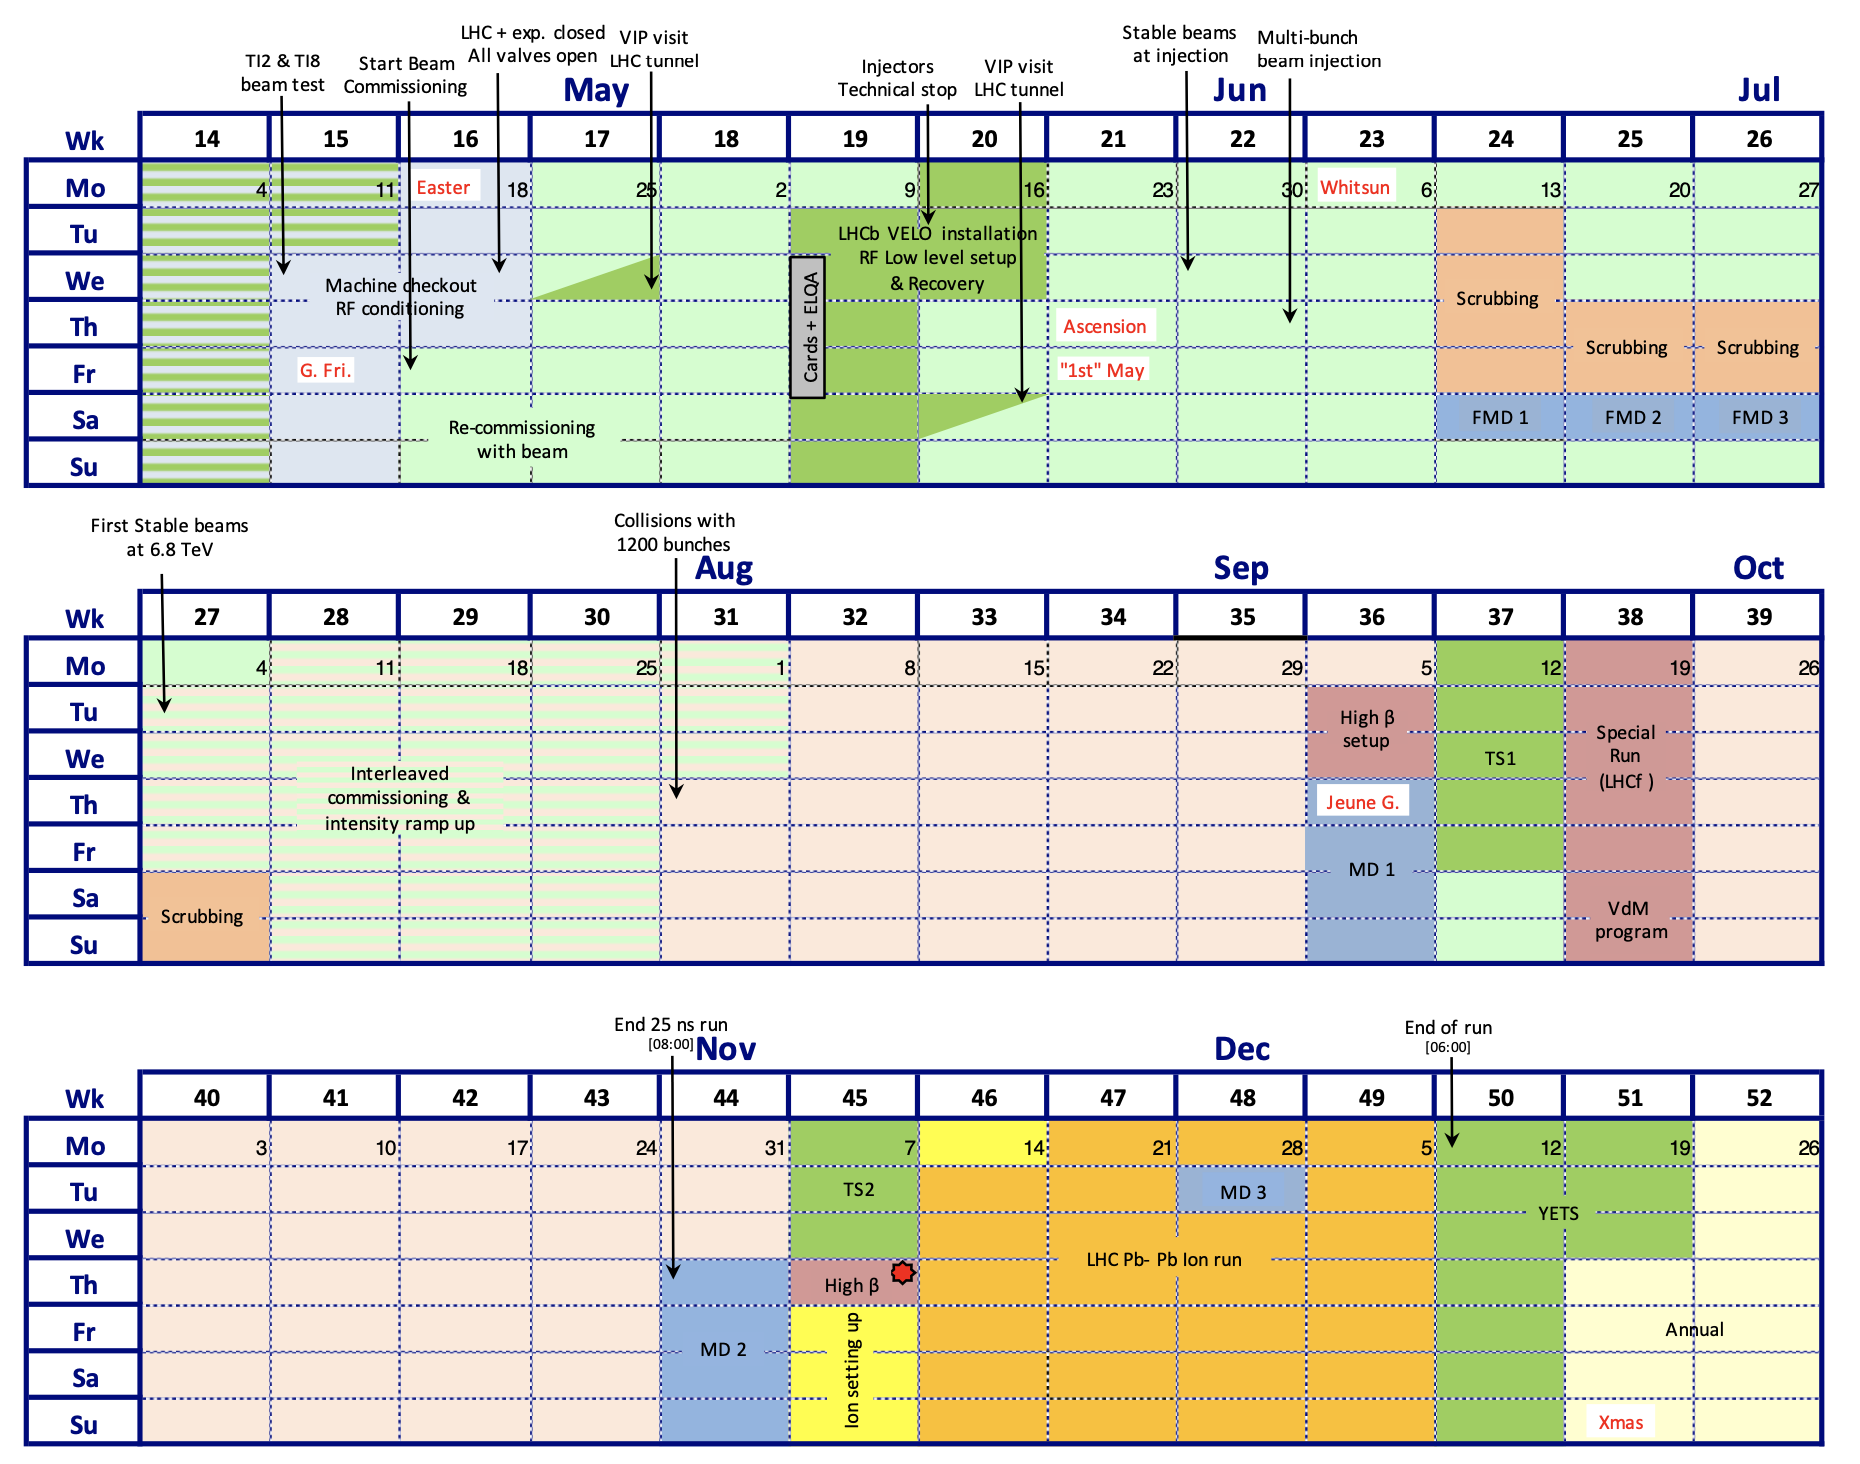 LHC + exp. closed
All valves open
VIP visit
LHC tunnel
Stable beams
at injection
Multi-bunch
beam injection
TI2 & TI8
beam test
Start Beam
Commissioning
Injectors
Technical stop
VIP visit
LHC tunnel
May Jun Jul
Wk 14 15 16 17 18 19 20 21 22 23 24 25 26
Mo 4 11 Easter 18 25 2 9 16 23 30 Whitsun 6 13 20 27
Tu
We
Th
Fr
Sa
Su
LHCb VELO installation
RF Low level setup
& Recovery
Machine checkout
RF conditioning
Cards + ELQA
Scrubbing
Ascension
Scrubbing
Scrubbing
G. Fri.
"1st" May
Re-commissioning
with beam
FMD 1
FMD 2
FMD 3
First Stable beams
at 6.8 TeV
Collisions with
1200 bunches
Aug Sep Oct
Wk 27 28 29 30 31 32 33 34 35 36 37 38 39
Mo 4 11 18 25 1 8 15 22 29 5 12 19 26
Tu
We
Th
Fr
Sa
Su
Interleaved
commissioning &
intensity ramp up
Scrubbing
High β
setup
Jeune G.
MD 1
TS1
Special
Run
(LHCf )
VdM
program
End 25 ns run
[08:00]
End of run
[06:00]
Nov Dec
Wk 40 41 42 43 44 45 46 47 48 49 50 51 52
Mo 3 10 17 24 31 7 14 21 28 5 12 19 26
Tu
We
Th
Fr
Sa
Su
TS2
MD 3
YETS
LHC Pb- Pb Ion run
High β
MD 2
Ion setting up
Annual
Xmas